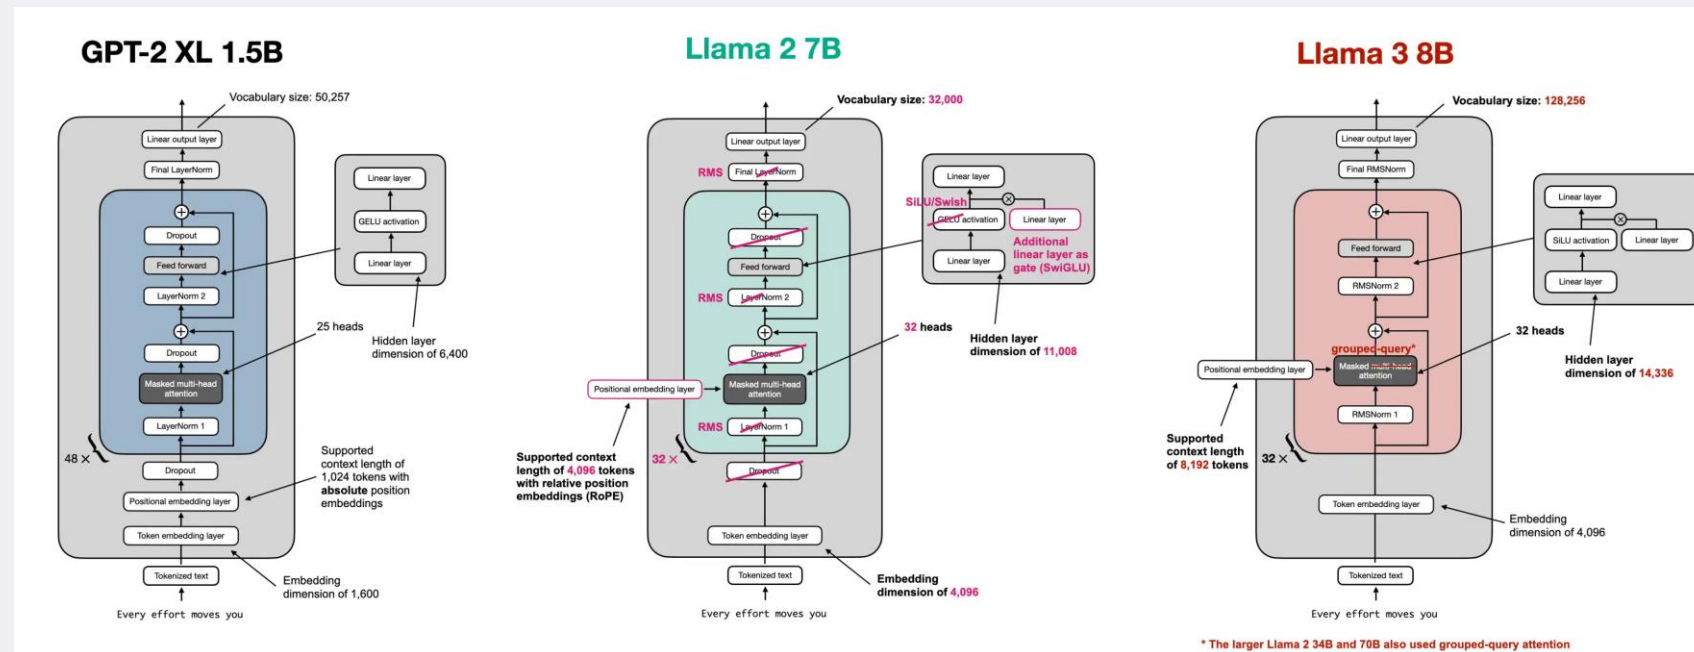 GPT-2 XL 1.5B
Vocabulary size: 50,257
Linear output layer
Final LayerNorm
Dropout
Feed forward
LayerNorm 2
Dropout
Masked multi-head
attention
LayerNorm 1
48 ×
Dropout
Positional embedding layer
Token embedding layer
Tokenized text
Every effort moves you
Linear layer
GELU activation
Linear layer
Hidden layer
dimension of 6,400
25 heads
Supported
context length of
1,024 tokens with
absolute position
embeddings
Embedding
dimension of 1,600
Llama 2 7B
Vocabulary size: 32,000
Linear output layer
RMS Final LayerNorm
Dropout
Feed forward
RMS LayerNorm 2
Dropout
Positional embedding layer
Masked multi-head
attention
RMS LayerNorm 1
32 ×
Dropout
Token embedding layer
Tokenized text
Every effort moves you
Supported context
length of 4,096 tokens
with relative position
embeddings (RoPE)
Linear layer
SiLU/Swish
GELU activation
Linear layer
Additional
linear layer as
gate (SwiGLU)
Linear layer
Hidden layer
dimension of 11,008
32 heads
Embedding
dimension of 4,096
Llama 3 8B
Vocabulary size: 128,256
Linear output layer
Final RMSNorm
Feed forward
RMSNorm 2
grouped-query*
Positional embedding layer
Masked multi-head
attention
RMSNorm 1
32 ×
Token embedding layer
Tokenized text
Every effort moves you
Supported
context length
of 8,192 tokens
Linear layer
SiLU activation
Linear layer
Linear layer
32 heads
Hidden layer
dimension of 14,336
Embedding
dimension of 4,096
* The larger Llama 2 34B and 70B also used grouped-query attention